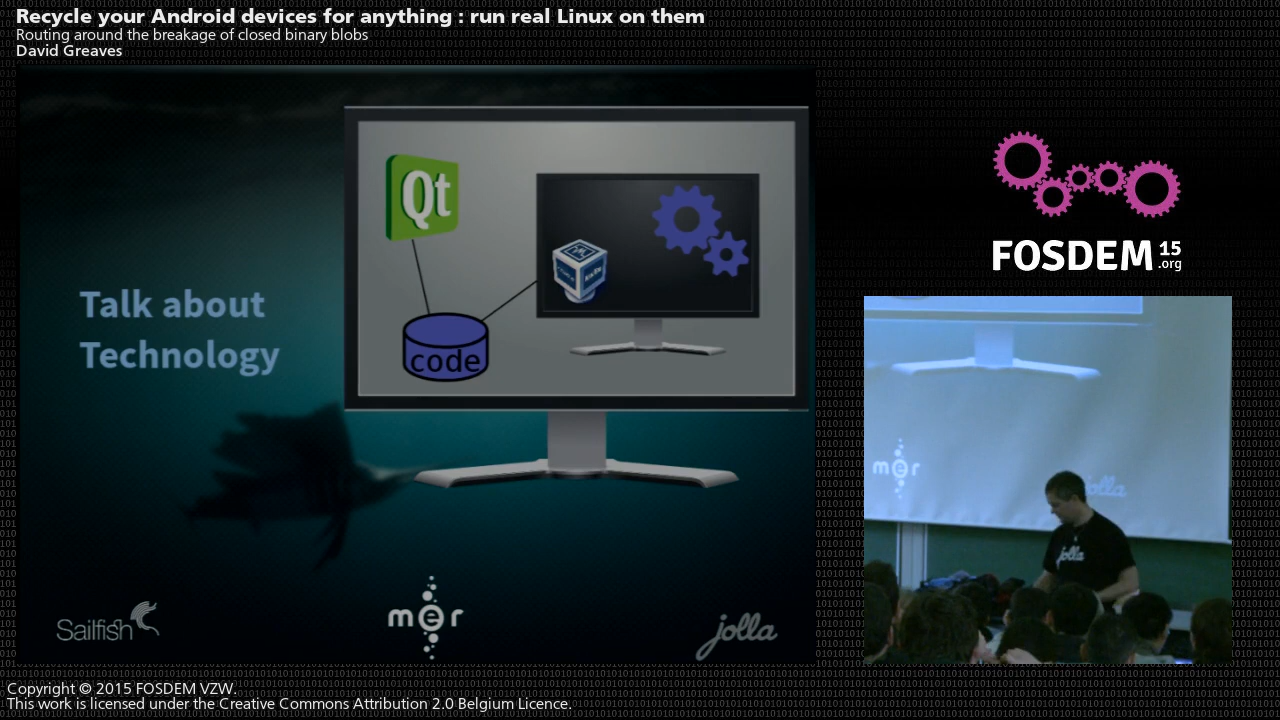 Recycle your Android devices for anything : run real Linux on them
Routing around the breakage of closed binary blobs
David Greaves
Qt
code
Talk about
Technology
Sailfish
mer
jolla
FOSDEM 15
.org
mer
jolla
jolla
Copyright © 2015 FOSDEM VZW.
This work is licensed under the Creative Commons Attribution 2.0 Belgium Licence.